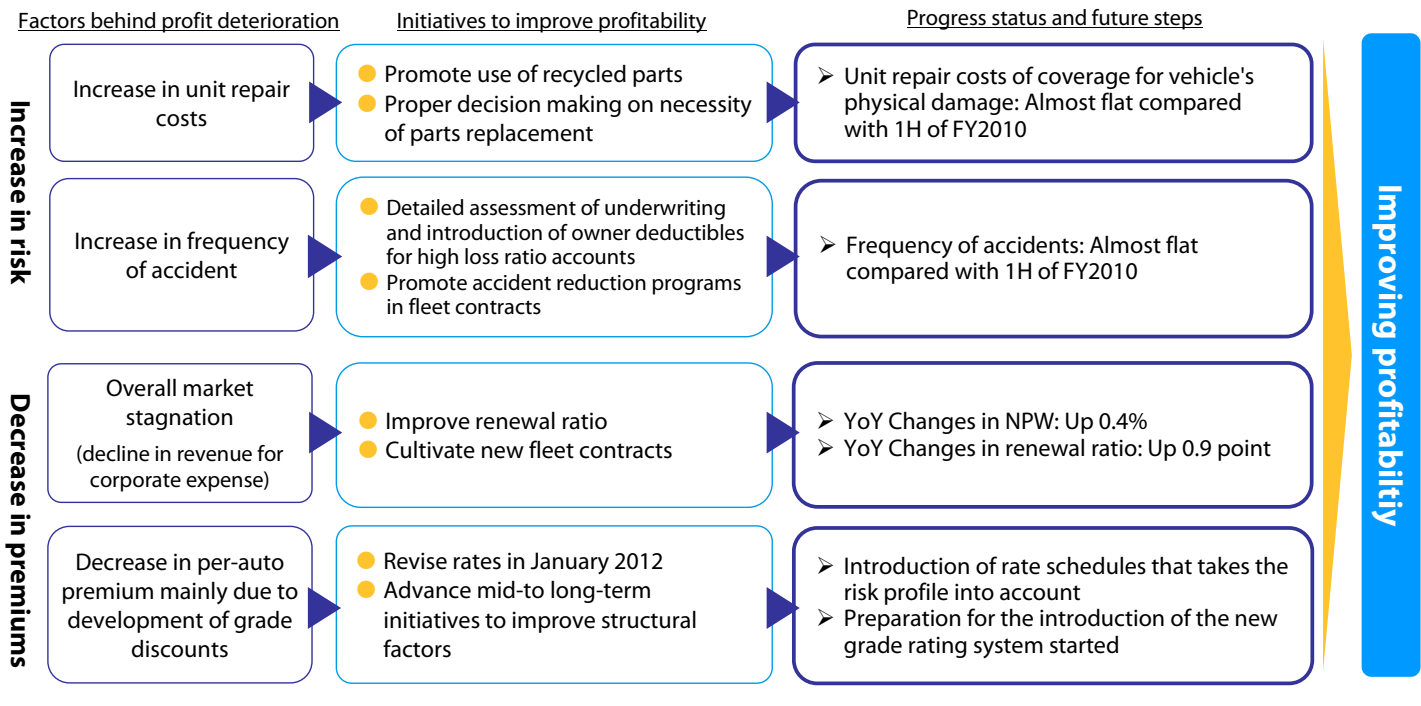 Factors behind profit deterioration
Initiatives to improve profitability
Progress status and future steps
Increase in risk
Increase in unit repair
costs
Promote use of recycled parts
Proper decision making on necessity
of parts replacement
Unit repair costs of coverage for vehicle's
physical damage: Almost flat compared
with 1H of FY2010
Increase in frequency
of accident
Detailed assessment of underwriting
and introduction of owner deductibles
for high loss ratio accounts
Promote accident reduction programs
in fleet contracts
Frequency of accidents: Almost flat
compared with 1H of FY2010
Decrease in premiums
Overall market
stagnation
(decline in revenue for
corporate expense)
Improve renewal ratio
Cultivate new fleet contracts
YoY Changes in NPW: Up 0.4%
YoY Changes in renewal ratio: Up 0.9 point
Decrease in per-auto
premium mainly due to
development of grade
discounts
Revise rates in January 2012
Advance mid-to long-term
initiatives to improve structural
factors
Introduction of rate schedules that takes the
risk profile into account
Preparation for the introduction of the new
grade rating system started
Improving profitabiltiy